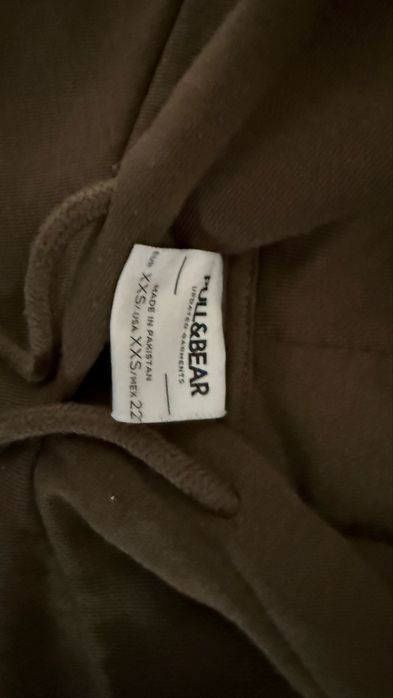 PULL&BEAR
UPDATED GARMENTS
MADE IN PAKISTAN
XXS/USA XXS/MEX 22